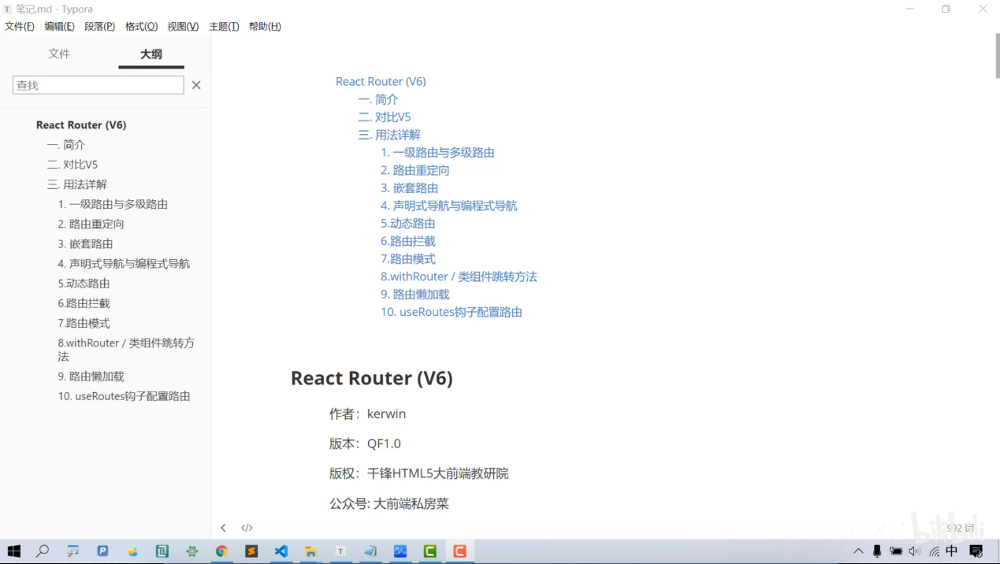 笔记.md - Typora
文件(F) 编辑(E) 段落(P) 格式(O) 视图(V) 主题(T) 帮助(H)
文件 大纲
查找
React Router (V6)
一. 简介
二. 对比V5
三. 用法详解
1. 一级路由与多级路由
2. 路由重定向
3. 嵌套路由
4. 声明式导航与编程式导航
5.动态路由
6.路由拦截
7.路由模式
8.withRouter / 类组件跳转方
法
9. 路由懒加载
10. useRoutes钩子配置路由
React Router (V6)
一. 简介
二. 对比V5
三. 用法详解
1. 一级路由与多级路由
2. 路由重定向
3. 嵌套路由
4. 声明式导航与编程式导航
5.动态路由
6.路由拦截
7.路由模式
8.withRouter / 类组件跳转方法
9. 路由懒加载
10. useRoutes钩子配置路由
React Router (V6)
作者：kerwin
版本：QF1.0
版权：千锋HTML5大前端教研院
公众号: 大前端私房菜
992 词
bilibili
中